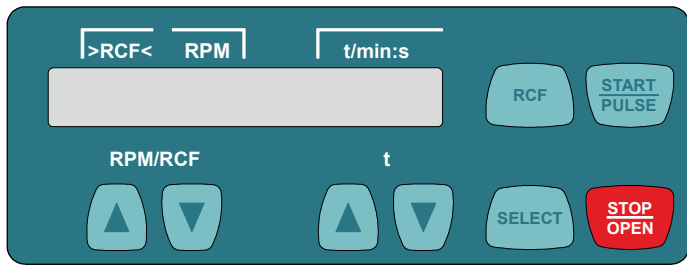 >RCF< RPM t/min:s
RCF
START
PULSE
RPM/RCF t
SELECT
STOP
OPEN